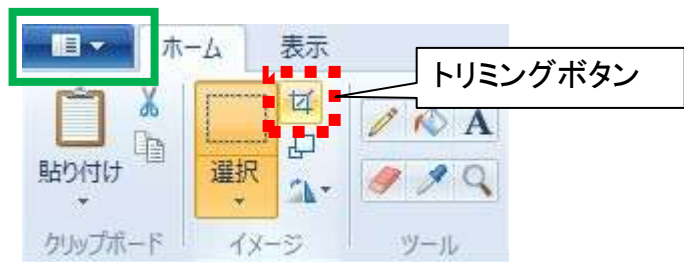 ホーム 表示
トリミングボタン
A
貼り付け
選択
クリップボード
イメージ
ツール